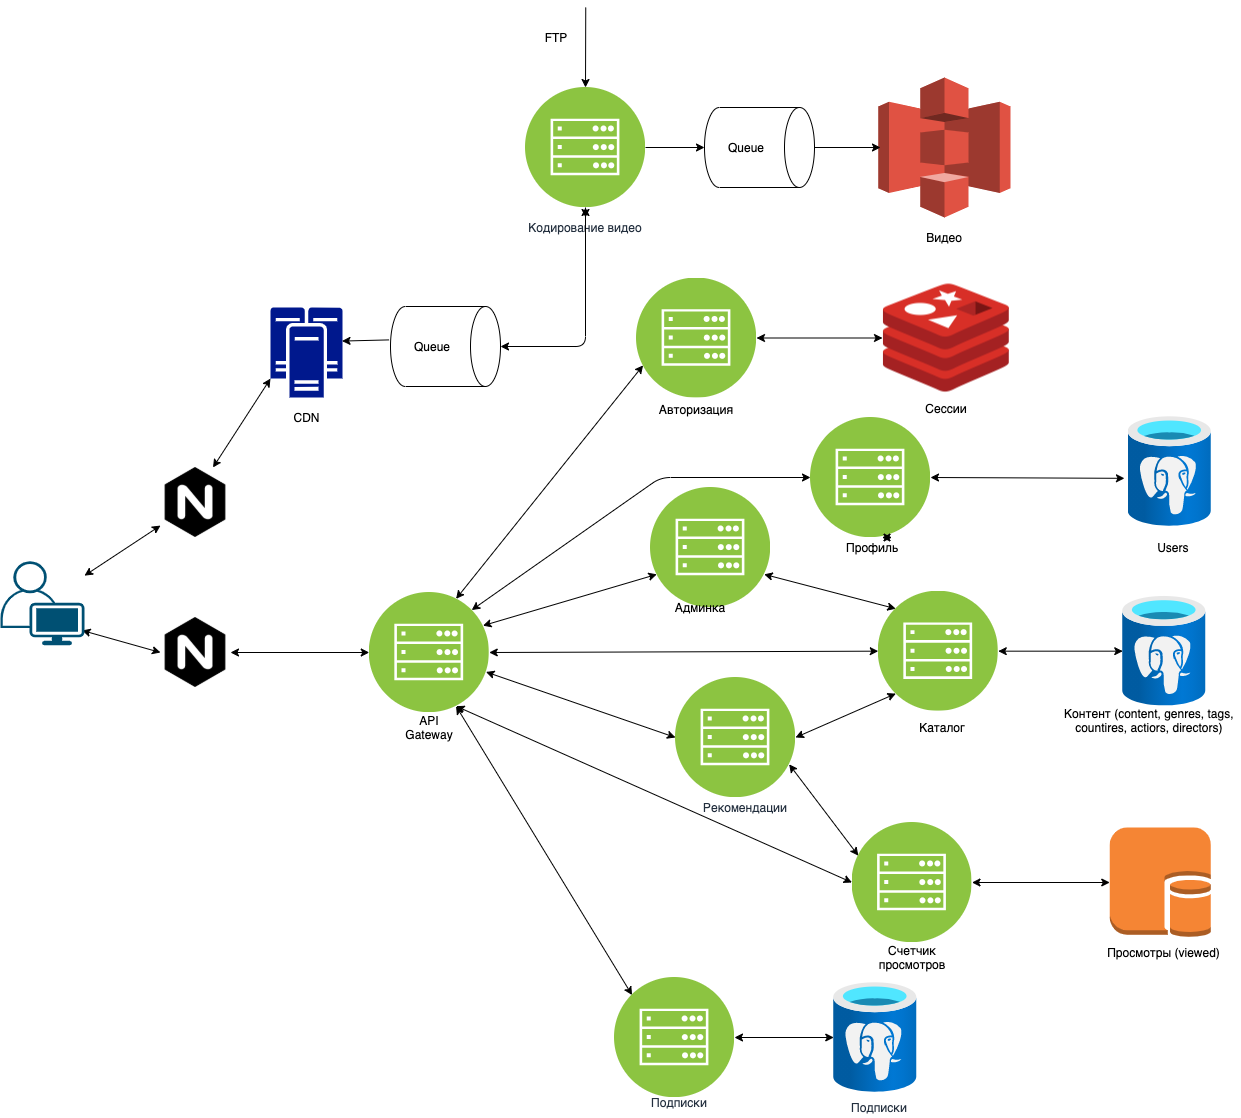 FTP
Queue
Кодирование видео
Видео
Queue
CDN
Авторизация
Сессии
N
Профиль
Users
Админка
N
API
Gateway
Каталог
Контент (content, genres, tags,
countires, actiors, directors)
Рекомендации
Счетчик
просмотров
Просмотры (viewed)
Подписки
Подписки